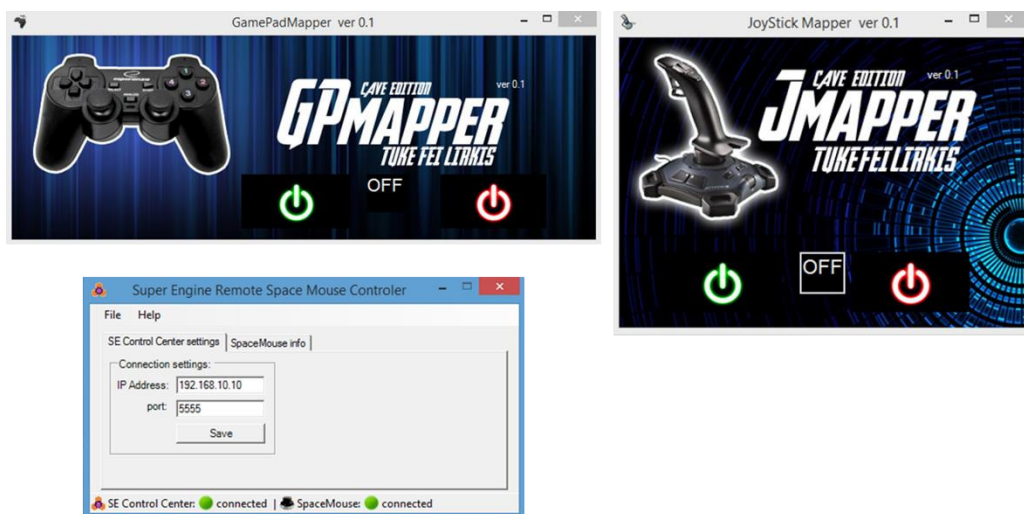 GamePadMapper ver 0.1
CAVE EDITION
ver 0.1
GPMAPPER
TUKE FEI LIRKIS
OFF
JoyStick Mapper ver 0.1
CAVE EDITION
ver 0.1
JMAPPER
TUKE FEI LIRKIS
OFF
Super Engine Remote Space Mouse Controler
File Help
SE Control Center settings SpaceMouse info
Connection settings:
IP Address: 192.168.10.10
port: 5555
Save
SE Control Center: connected | SpaceMouse: connected